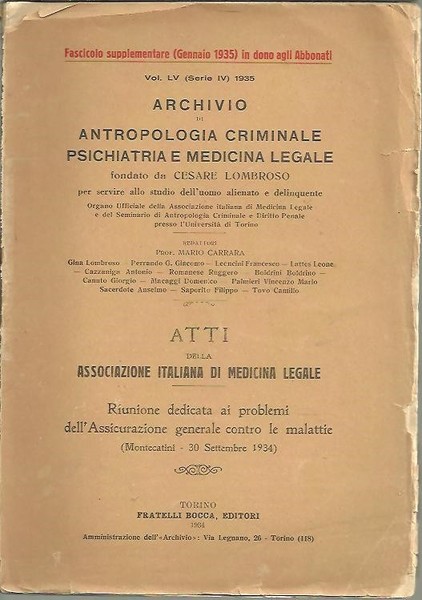 Fascicolo supplementare (Gennaio 1935) in dono agli Abbonati
Vol. LV (Serie IV) 1935
ARCHIVIO
DI
ANTROPOLOGIA CRIMINALE
PSICHIATRIA E MEDICINA LEGALE
fondato da CESARE LOMBROSO
per servire allo studio dell'uomo alienato e delinquente
Organo Ufficiale della Associazione italiana di Medicina Legale
e del Seminario di Antropologia Criminale e Diritto Penale
presso l'Università di Torino
REDATTORI
PROF. MARIO CARRARA
Gina Lombroso — Ferrando G. Giacomo — Leoncini Francesco — Lattes Leone
Cazzaniga Antonio — Romanese Ruggero — Boldrini Boldrino —
Canuto Giorgio — Macaggi Domenico — Palmieri Vincenzo Mario
Sacerdote Anselmo — Saporito Filippo — Tovo Camillo
ATTI
DELLA
ASSOCIAZIONE ITALIANA DI MEDICINA LEGALE
Riunione dedicata ai problemi
dell'Assicurazione generale contro le malattie
(Montecatini - 30 Settembre 1934)
TORINO
FRATELLI BOCCA, EDITORI
1934
Amministrazione dell'«Archivio»: Via Legnano, 26 - Torino (118)